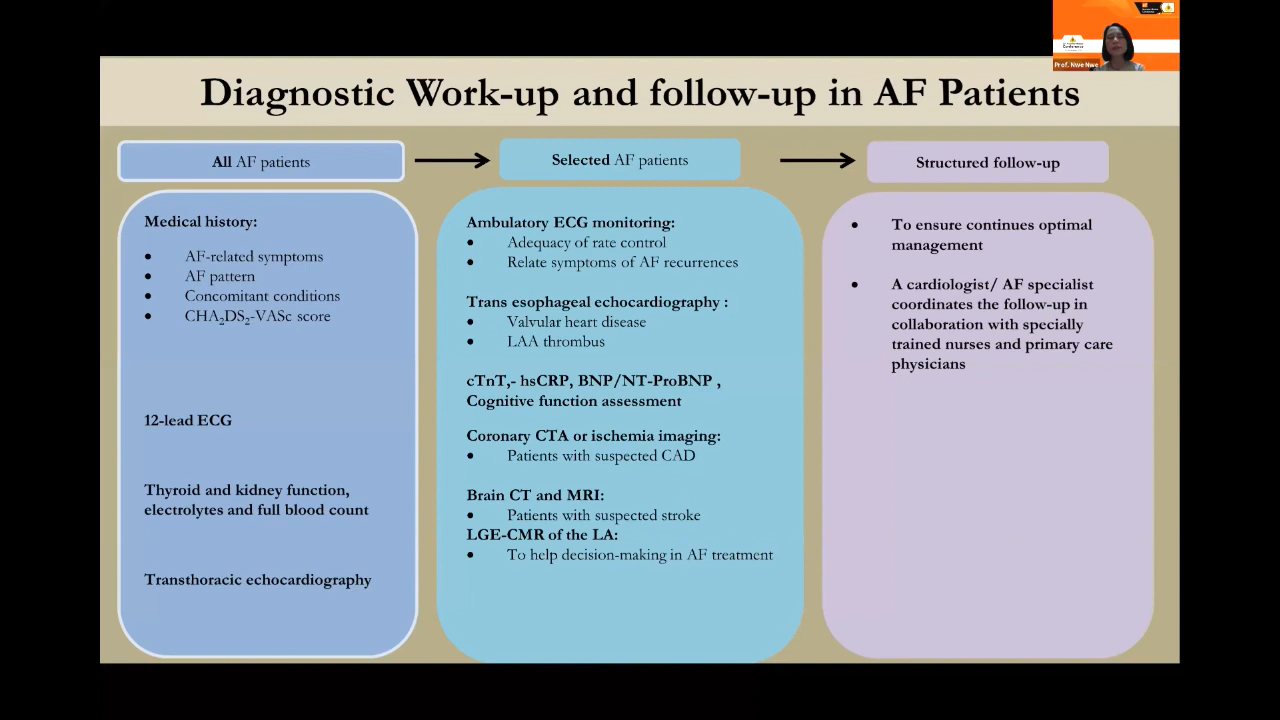 Diagnostic Work-up and follow-up in AF Patients
Prof. Nwe Nwe
All AF patients
Medical history:
• AF-related symptoms
• AF pattern
• Concomitant conditions
• CHA₂DS₂-VASc score
12-lead ECG
Thyroid and kidney function,
electrolytes and full blood count
Transthoracic echocardiography
Selected AF patients
Ambulatory ECG monitoring:
• Adequacy of rate control
• Relate symptoms of AF recurrences
Trans esophageal echocardiography :
• Valvular heart disease
• LAA thrombus
cTnT,- hsCRP, BNP/NT-ProBNP ,
Cognitive function assessment
Coronary CTA or ischemia imaging:
• Patients with suspected CAD
Brain CT and MRI:
• Patients with suspected stroke
LGE-CMR of the LA:
• To help decision-making in AF treatment
Structured follow-up
• To ensure continues optimal
management
• A cardiologist/ AF specialist
coordinates the follow-up in
collaboration with specially
trained nurses and primary care
physicians